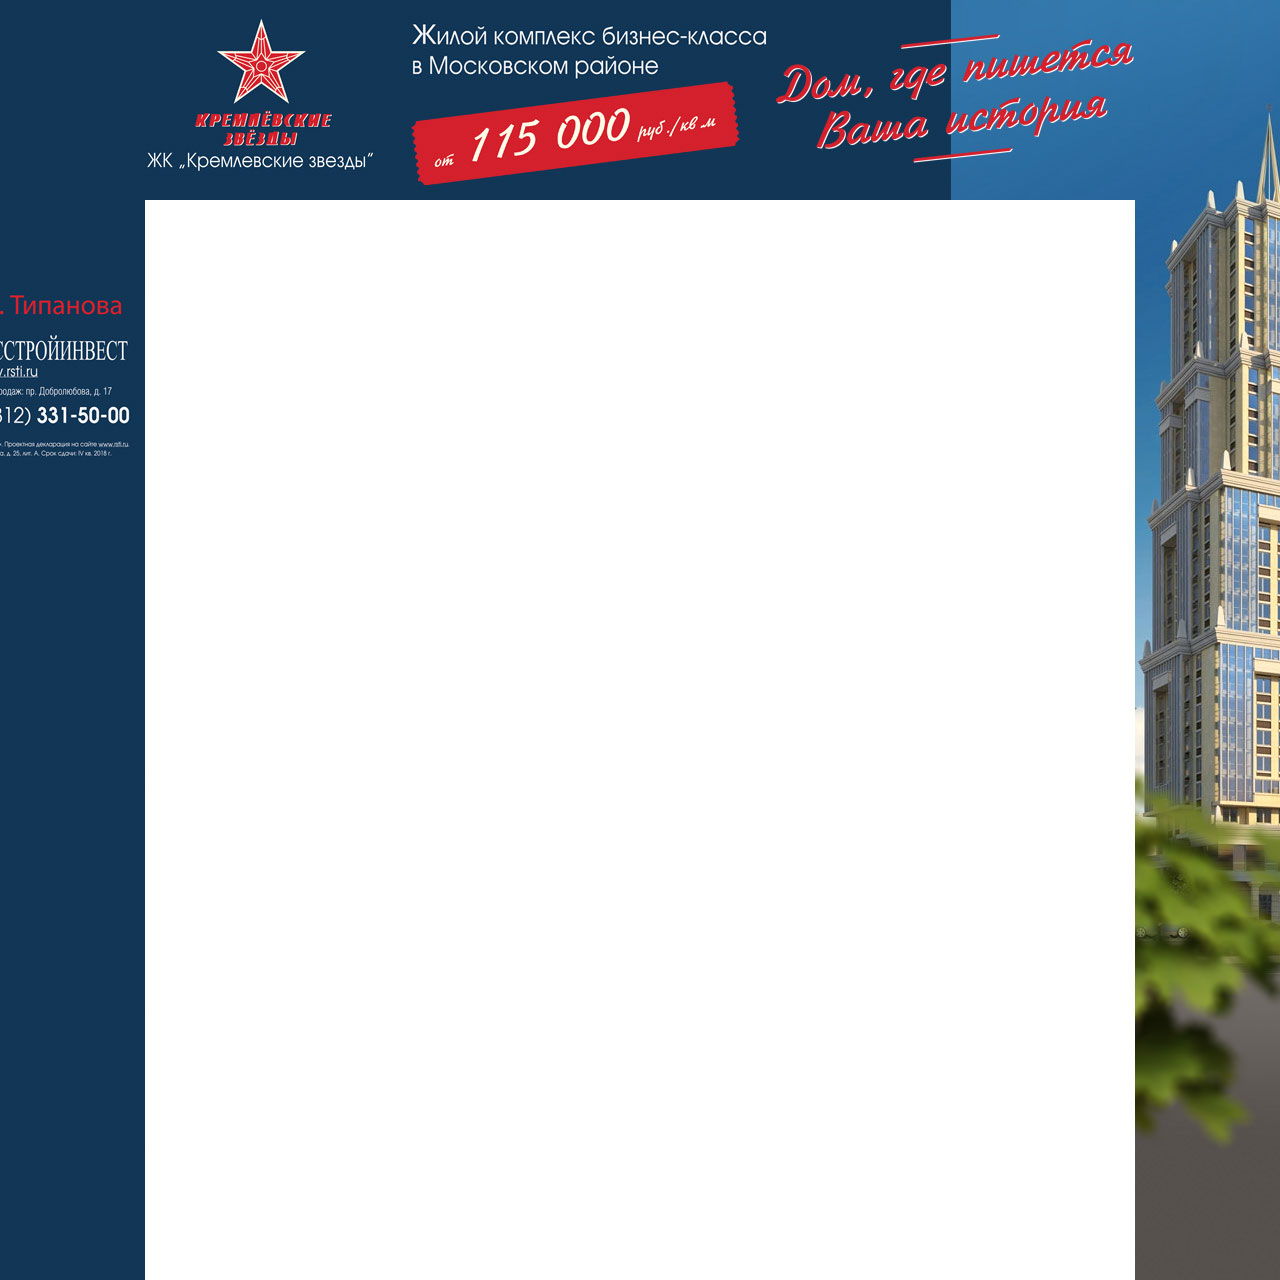 КРЕМЛЁВСКИЕ
ЗВЁЗДЫ
ЖК „Кремлевские звезды”
Жилой комплекс бизнес-класса
в Московском районе
от 115 000 руб./кв м
Дом, где пишется
Ваша история
. Типанова
ССТРОЙИНВЕСТ
.rsti.ru
родаж: пр. Добролюбова, д. 17
12) 331-50-00
. Проектная декларация на сайте www.rsti.ru
а, д. 25, лит. А. Срок сдачи: IV кв. 2018 г.